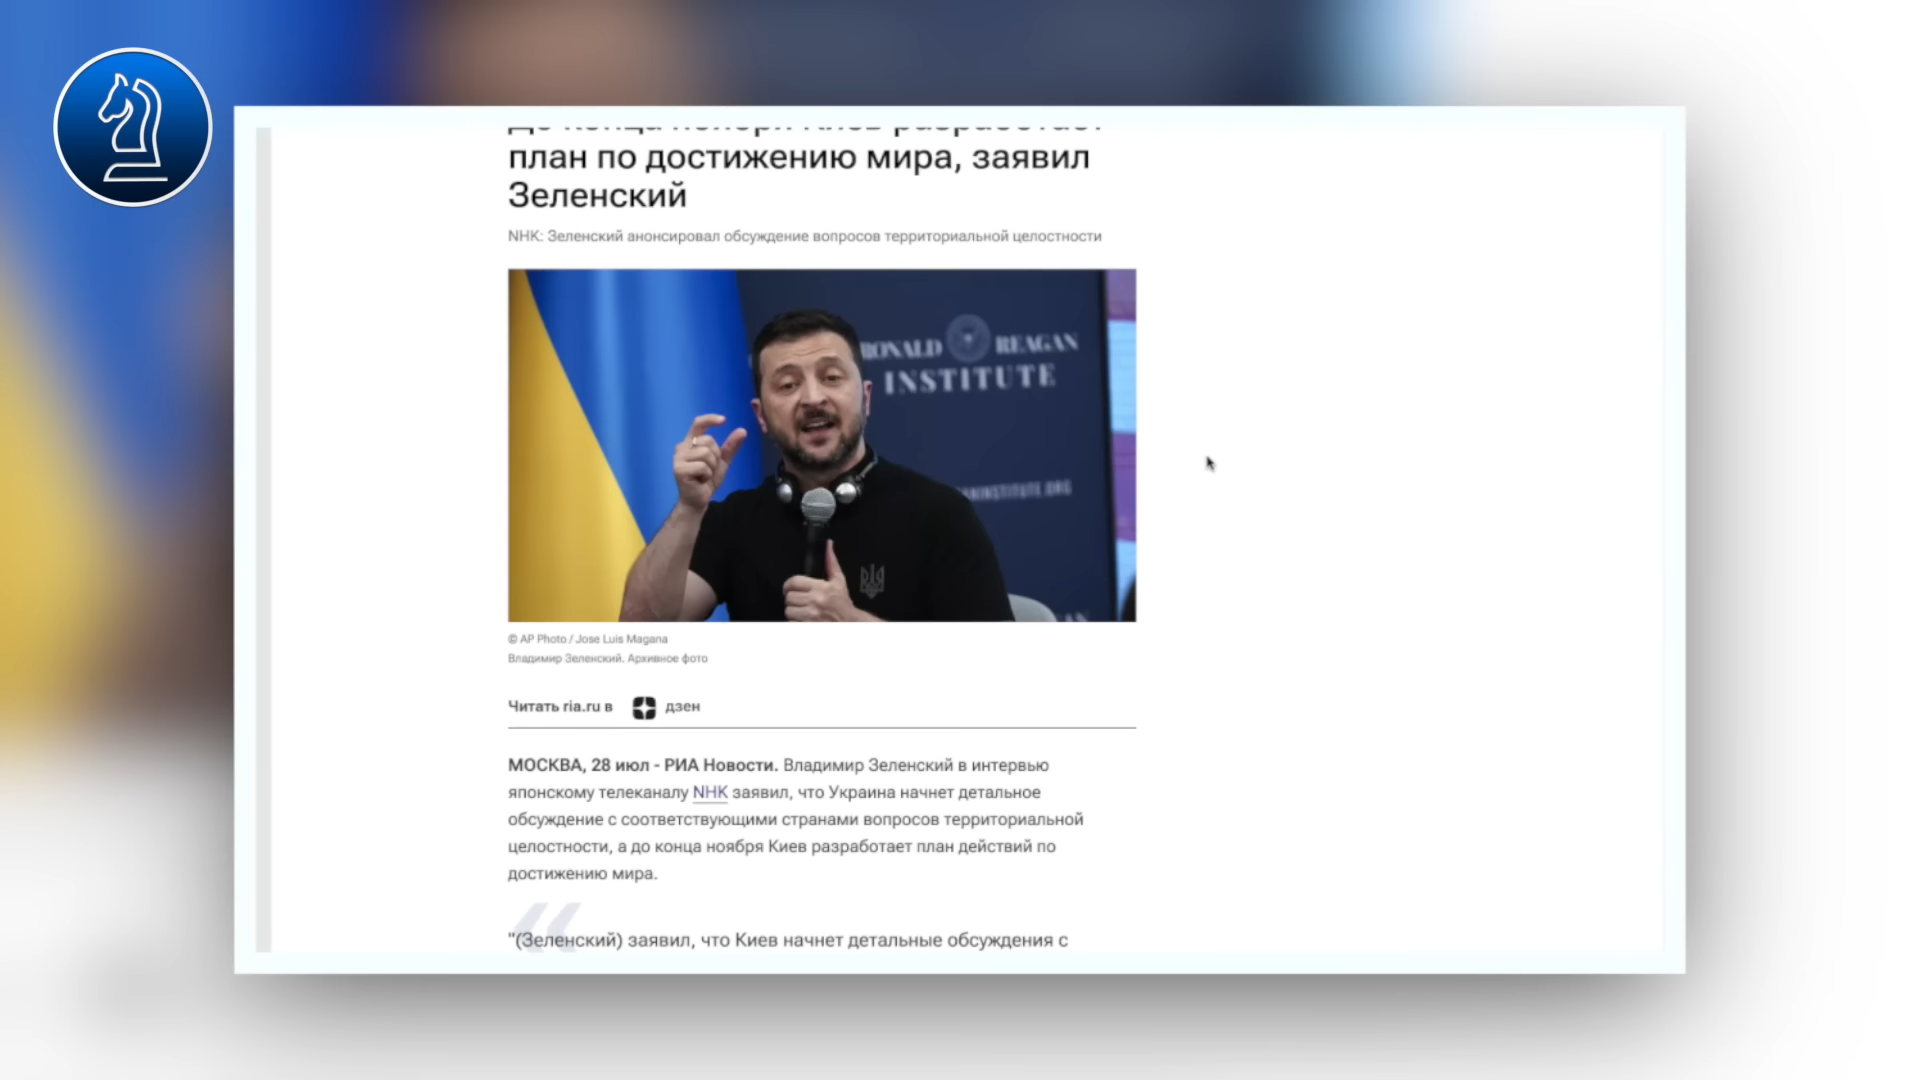 До конца ноября Киев разработает
план по достижению мира, заявил
Зеленский
NHK: Зеленский анонсировал обсуждение вопросов территориальной целостности
RONALD REAGAN
INSTITUTE
ANINSTITUTE.ORG
AN
© AP Photo / Jose Luis Magana
Владимир Зеленский. Архивное фото
Читать ria.ru в дзен
МОСКВА, 28 июл - РИА Новости. Владимир Зеленский в интервью
японскому телеканалу NHK заявил, что Украина начнет детальное
обсуждение с соответствующими странами вопросов территориальной
целостности, а до конца ноября Киев разработает план действий по
достижению мира.
"(Зеленский) заявил, что Киев начнет детальные обсуждения с